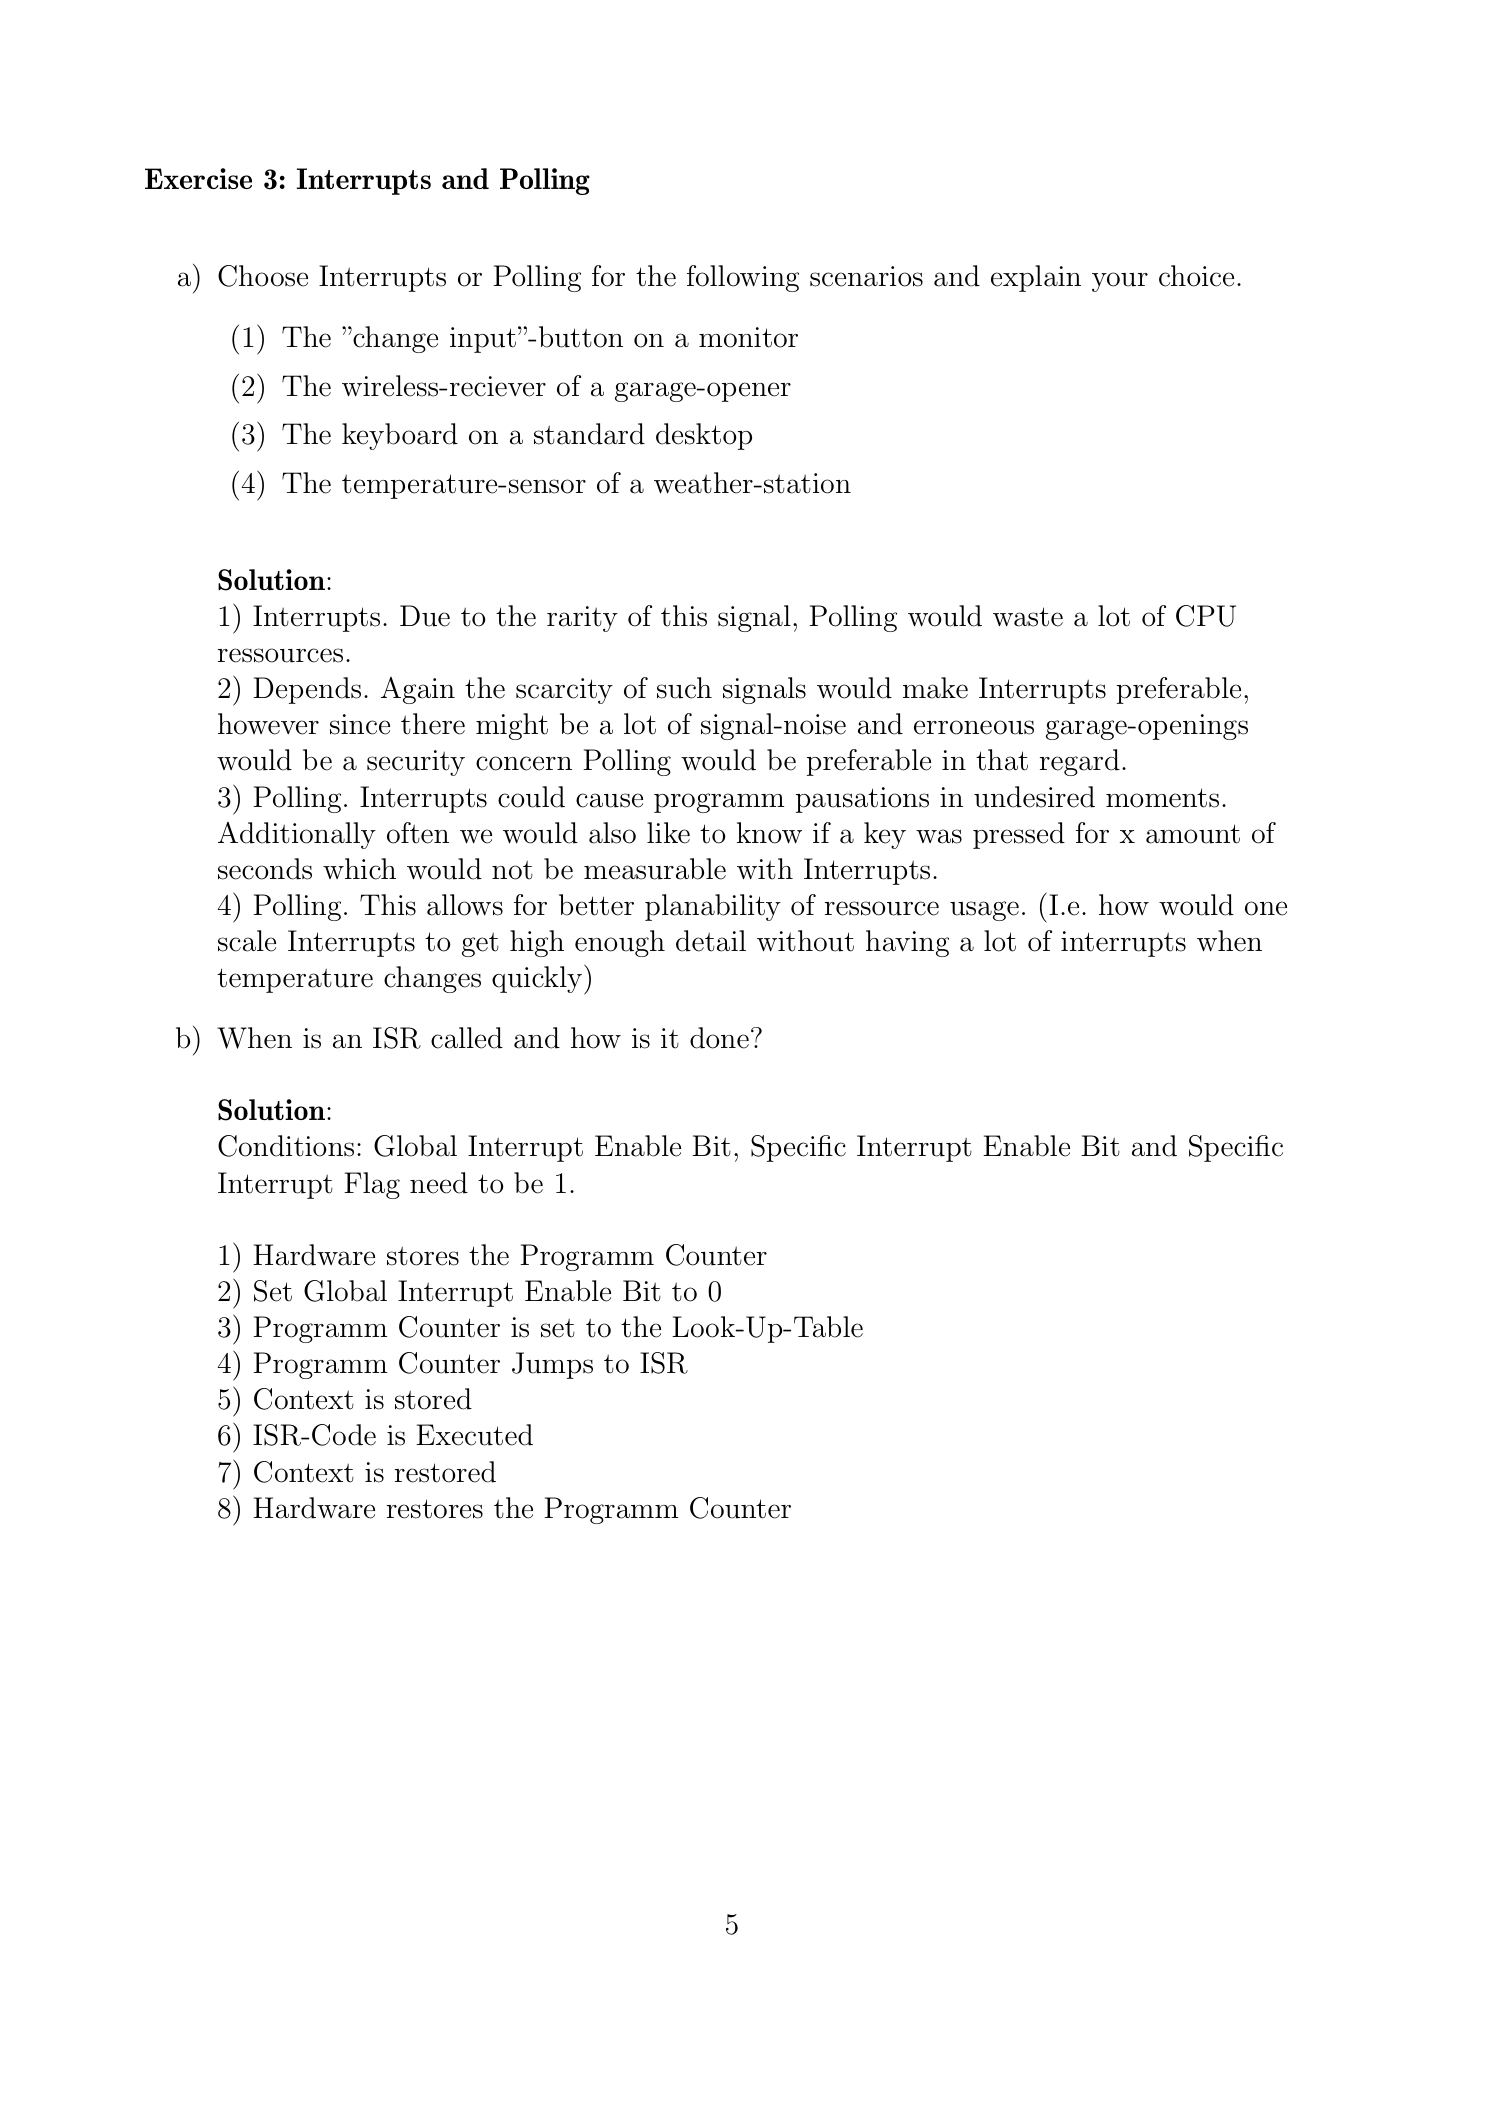 Exercise 3: Interrupts and Polling
a) Choose Interrupts or Polling for the following scenarios and explain your choice.
(1) The ”change input”-button on a monitor
(2) The wireless-reciever of a garage-opener
(3) The keyboard on a standard desktop
(4) The temperature-sensor of a weather-station
Solution:
1) Interrupts. Due to the rarity of this signal, Polling would waste a lot of CPU
ressources.
2) Depends. Again the scarcity of such signals would make Interrupts preferable,
however since there might be a lot of signal-noise and erroneous garage-openings
would be a security concern Polling would be preferable in that regard.
3) Polling. Interrupts could cause programm pausations in undesired moments.
Additionally often we would also like to know if a key was pressed for x amount of
seconds which would not be measurable with Interrupts.
4) Polling. This allows for better planability of ressource usage. (I.e. how would one
scale Interrupts to get high enough detail without having a lot of interrupts when
temperature changes quickly)
b) When is an ISR called and how is it done?
Solution:
Conditions: Global Interrupt Enable Bit, Specific Interrupt Enable Bit and Specific
Interrupt Flag need to be 1.
1) Hardware stores the Programm Counter
2) Set Global Interrupt Enable Bit to 0
3) Programm Counter is set to the Look-Up-Table
4) Programm Counter Jumps to ISR
5) Context is stored
6) ISR-Code is Executed
7) Context is restored
8) Hardware restores the Programm Counter
5